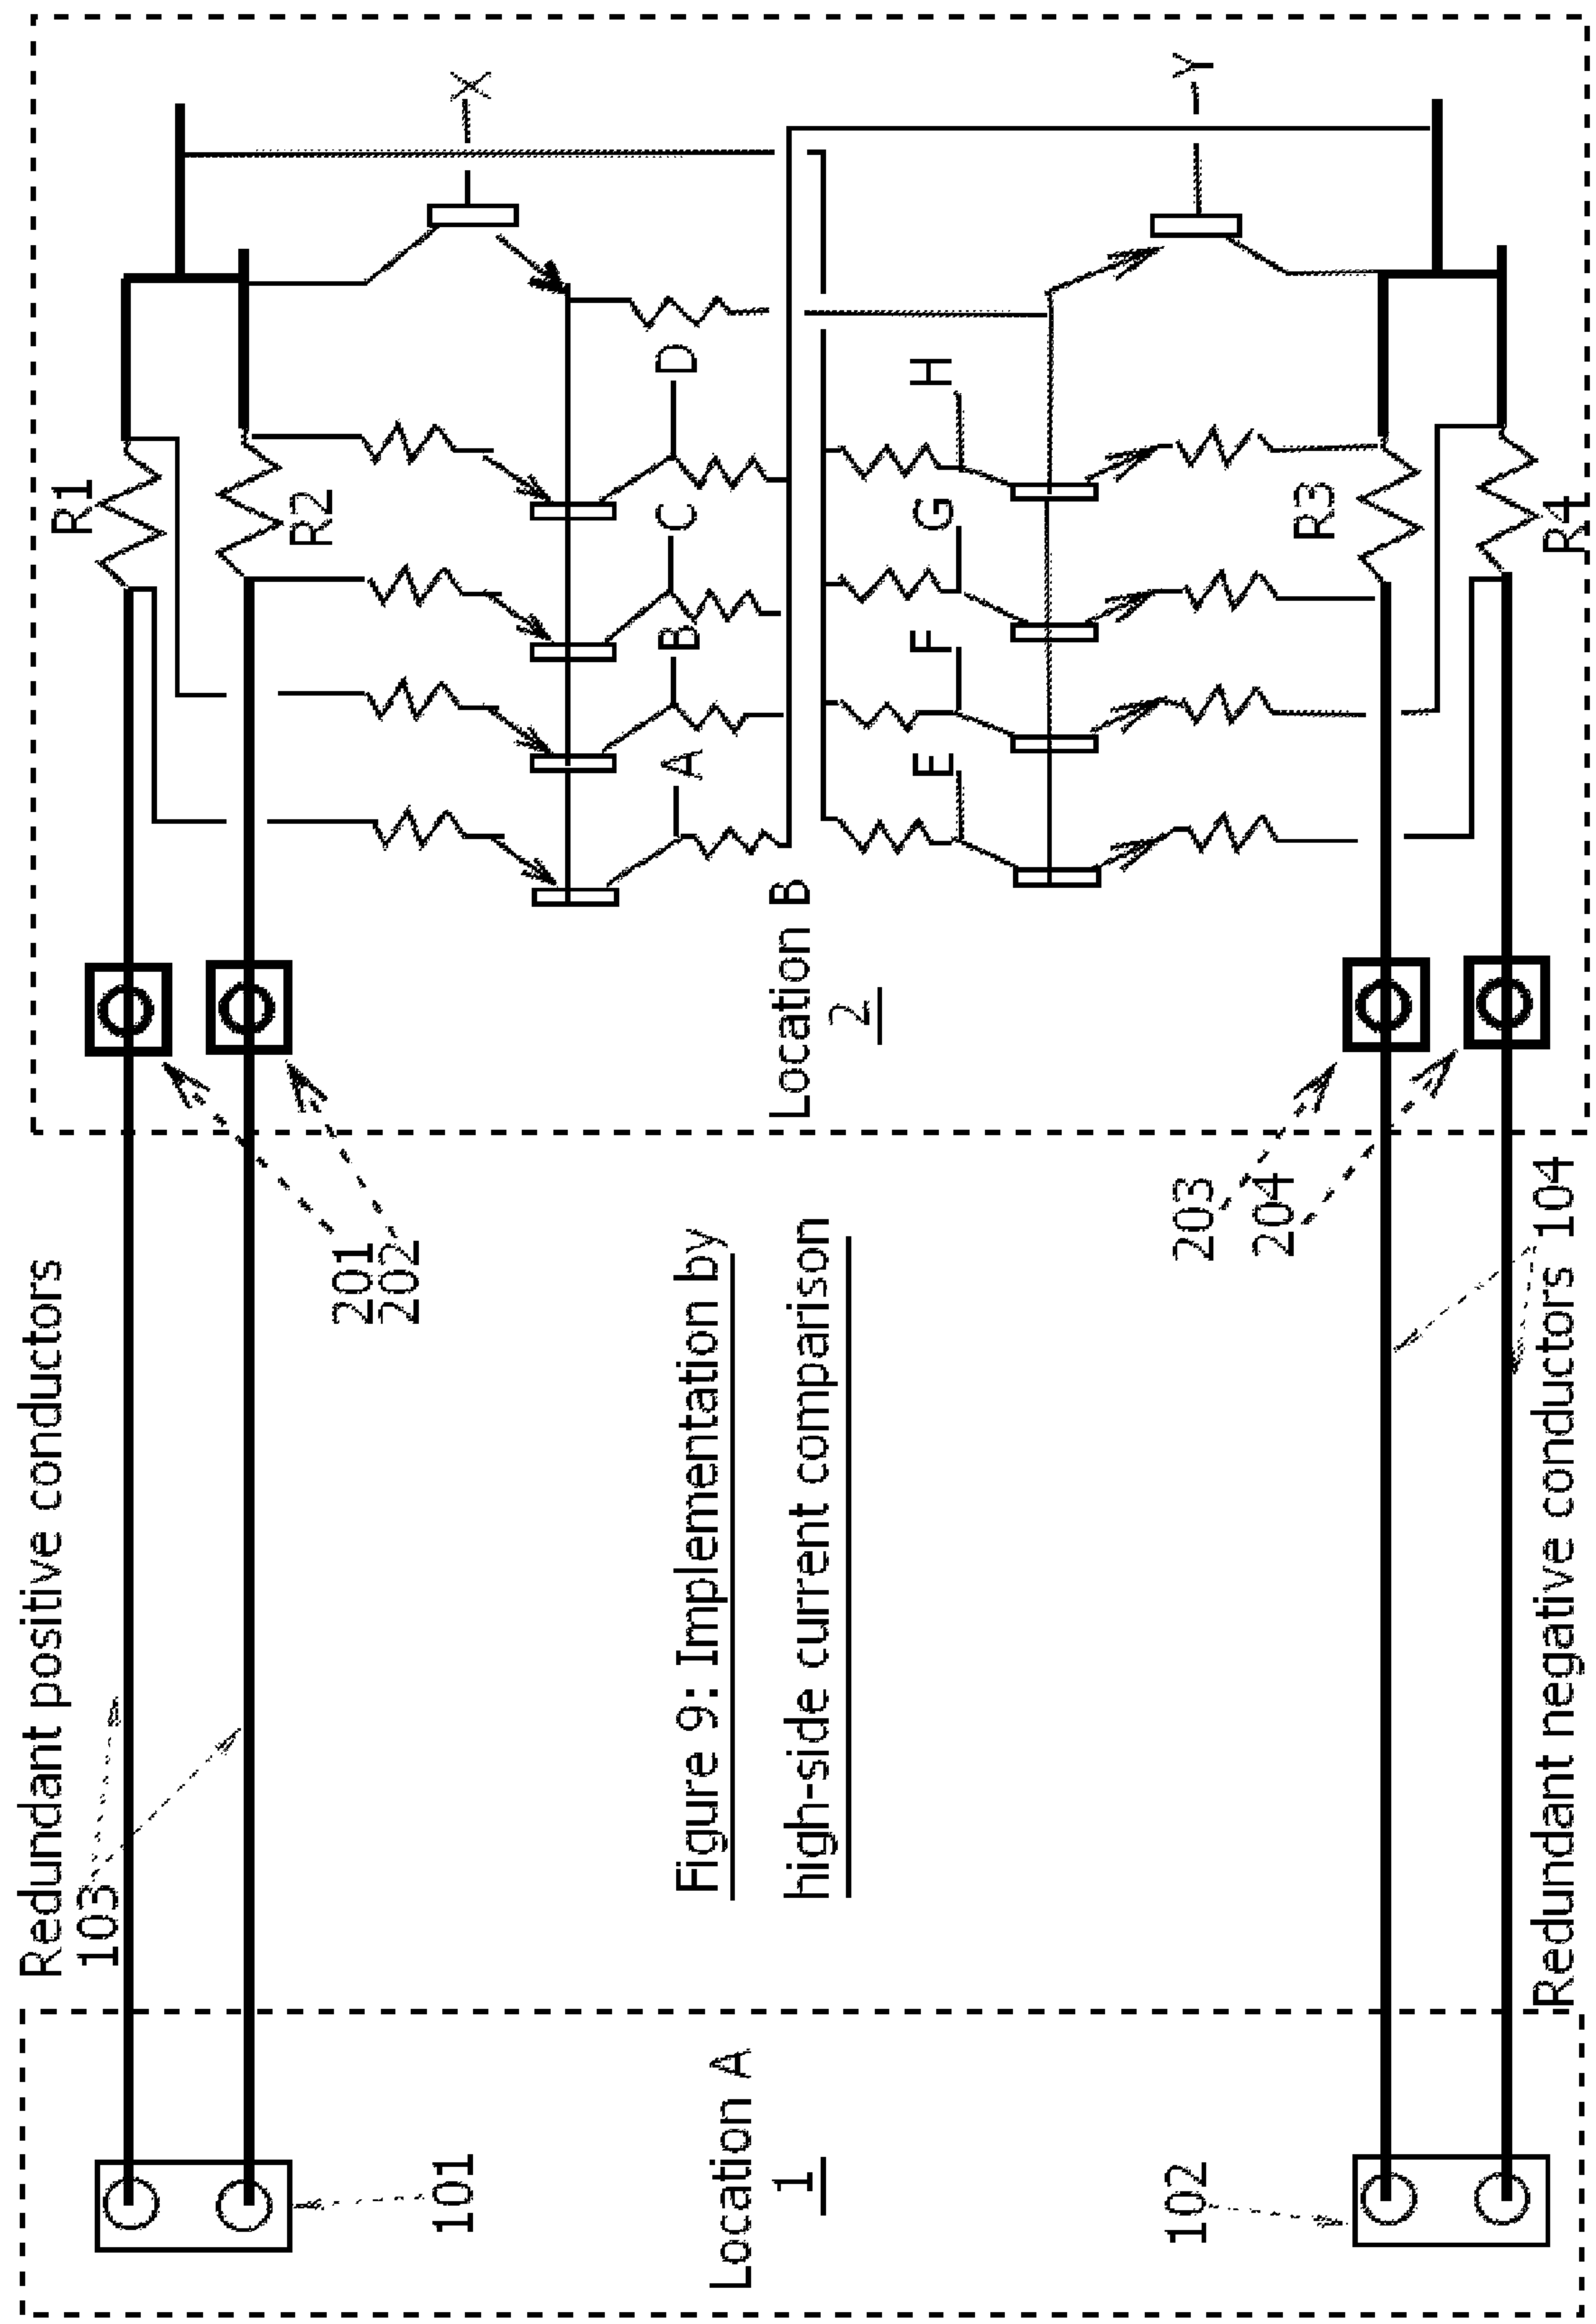 Redundant positive conductors
103
R1
R2
X
D
C
B
A
101
201
202
Location A
1
Figure 9: Implementation by
high-side current comparison
Location B
2
H
G
F
E
Y
102
203
204
R3
R4
104
Redundant negative conductors